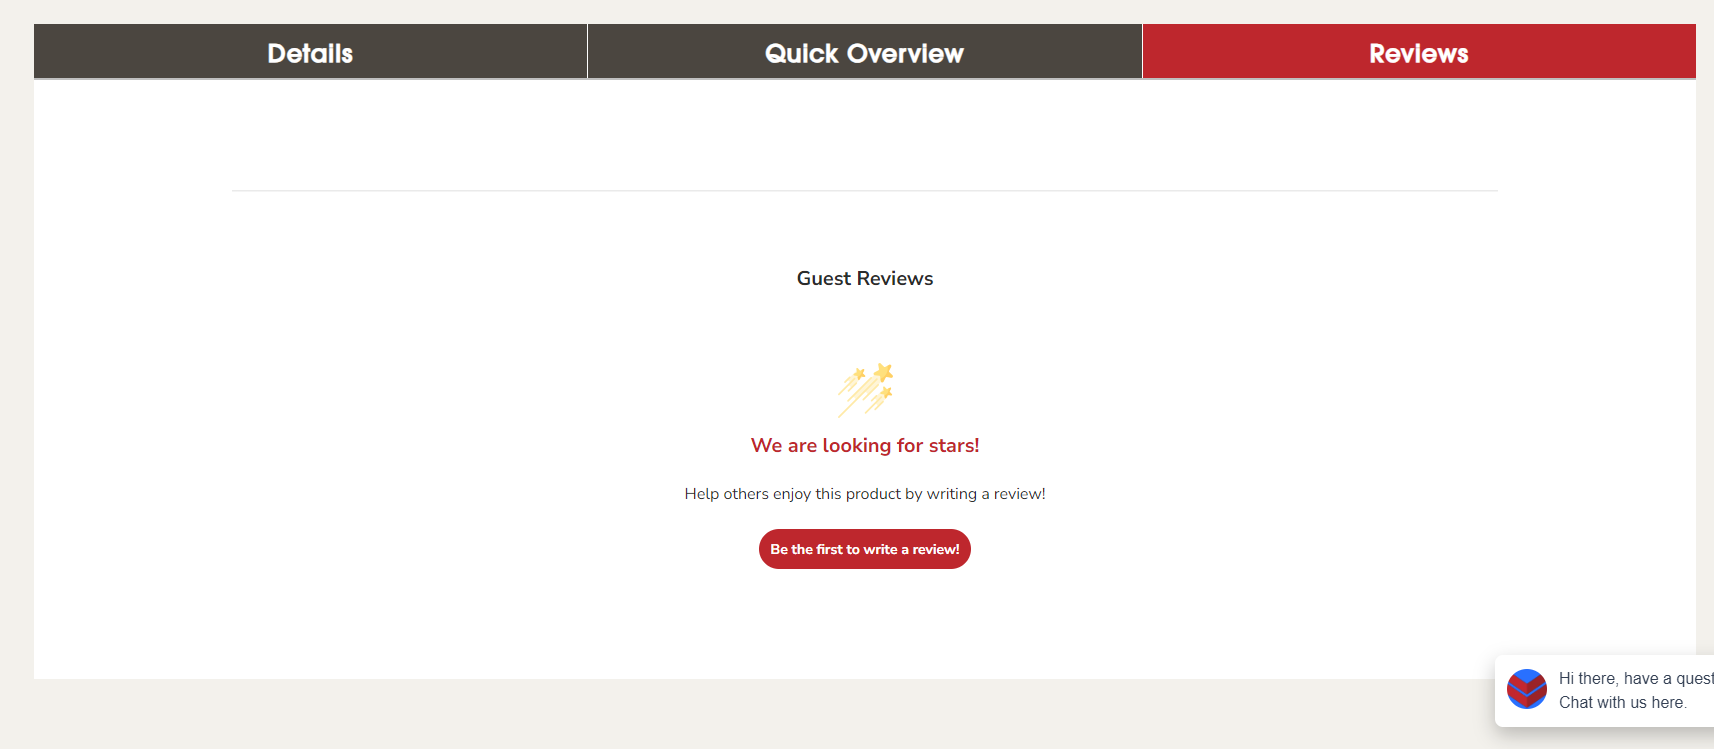 Details
Quick Overview
Reviews
Guest Reviews
We are looking for stars!
Help others enjoy this product by writing a review!
Be the first to write a review!
Hi there, have a quest
Chat with us here.